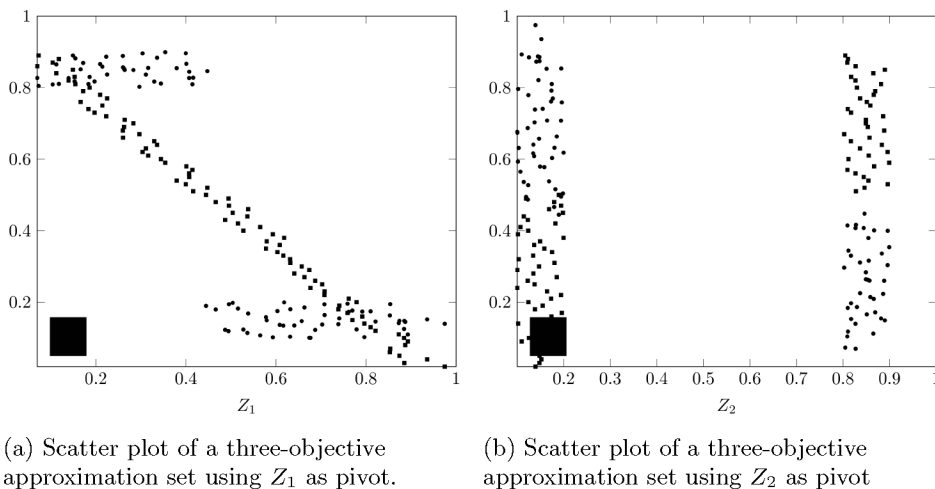 1
0.8
0.6
0.4
0.2
0.2 0.4 0.6 0.8 1
Z1
(a) Scatter plot of a three-objective
approximation set using Z1 as pivot.
1
0.8
0.6
0.4
0.2
0.2 0.3 0.4 0.5 0.6 0.7 0.8 0.9 1
Z2
(b) Scatter plot of a three-objective
approximation set using Z2 as pivot